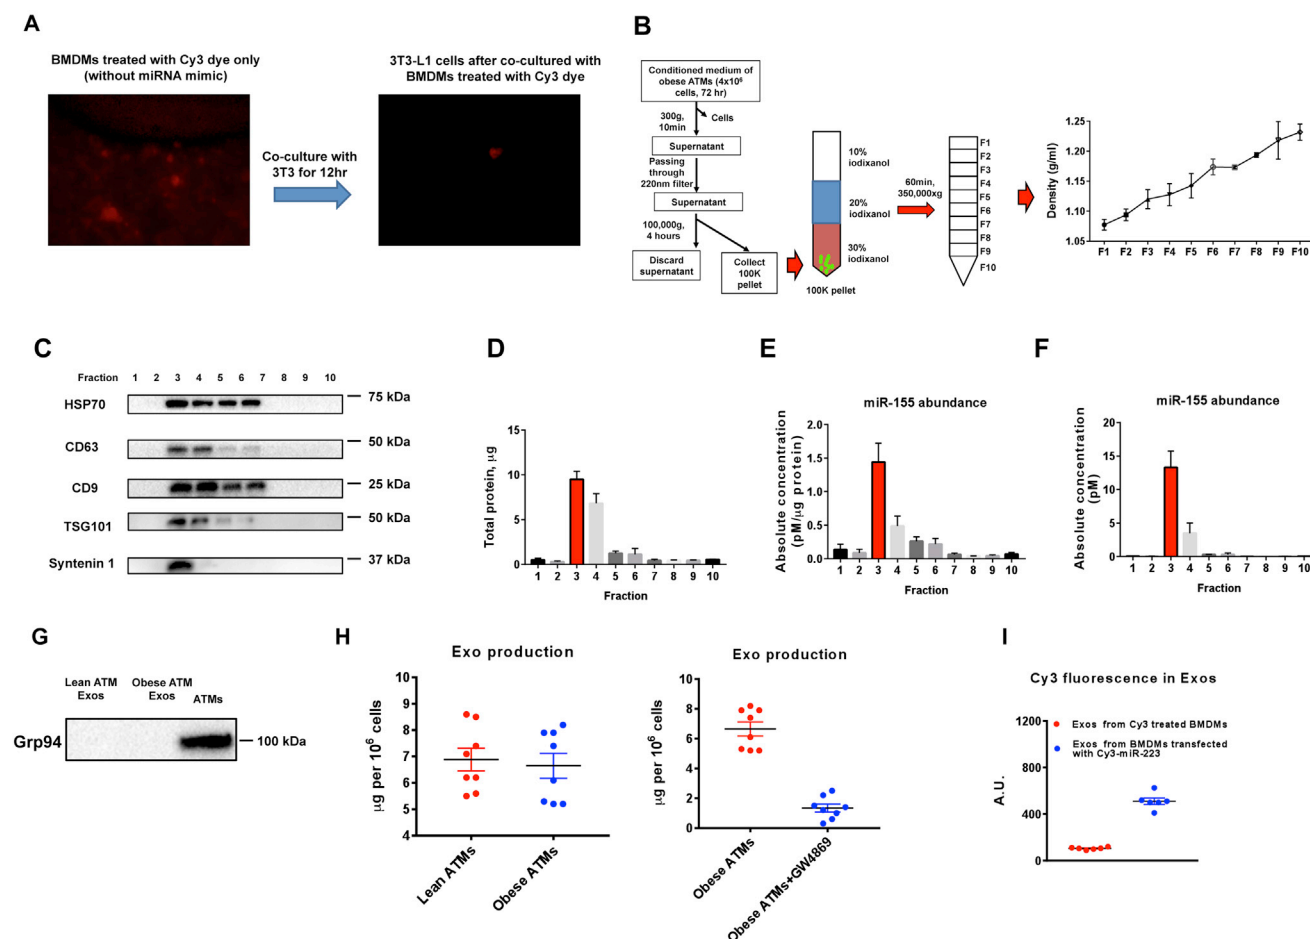 A
BMDMs treated with Cy3 dye only
(without miRNA mimic)
Co-culture with
3T3 for 12hr
3T3-L1 cells after co-cultured with
BMDMs treated with Cy3 dye
B
Conditioned medium of
obese ATMs (4x10⁶
cells, 72 hr)
300g,
10min
Cells
Supernatant
Passing
through
220nm filter
Supernatant
100,000g,
4 hours
Discard
supernatant
Collect
100K
pellet
10%
iodixanol
20%
iodixanol
30%
iodixanol
100K pellet
60min,
350,000xg
F1
F2
F3
F4
F5
F6
F7
F8
F9
F10
Density (g/ml)
1.25
1.20
1.15
1.10
1.05
F1 F2 F3 F4 F5 F6 F7 F8 F9 F10
C
Fraction 1 2 3 4 5 6 7 8 9 10
HSP70 75 kDa
CD63 50 kDa
CD9 25 kDa
TSG101 50 kDa
Syntenin 1 37 kDa
D
Total protein, µg
15
10
5
0
1 2 3 4 5 6 7 8 9 10
Fraction
E
miR-155 abundance
Absolute concentration
(pM/µg protein)
2.0
1.5
1.0
0.5
0.0
1 2 3 4 5 6 7 8 9 10
Fraction
F
miR-155 abundance
Absolute concentration
(pM)
20
15
10
5
0
1 2 3 4 5 6 7 8 9 10
Fraction
G
Lean ATM
Exos
Obese ATM
Exos
ATMs
Grp94
100 kDa
H
Exo production
µg per 10⁶ cells
10
9
8
7
6
5
4
Lean ATMs
Obese ATMs
Exo production
µg per 10⁶ cells
10
8
6
4
2
0
Obese ATMs
Obese ATMs+GW4869
I
Cy3 fluorescence in Exos
A.U.
1200
800
400
0
Exos from Cy3 treated BMDMs
Exos from BMDMs transfected
with Cy3-miR-223